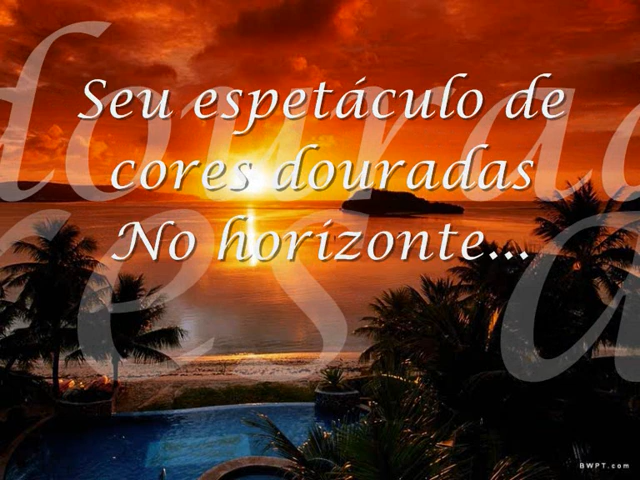 Seu espetáculo de
cores douradas
No horizonte...
BWPT.com